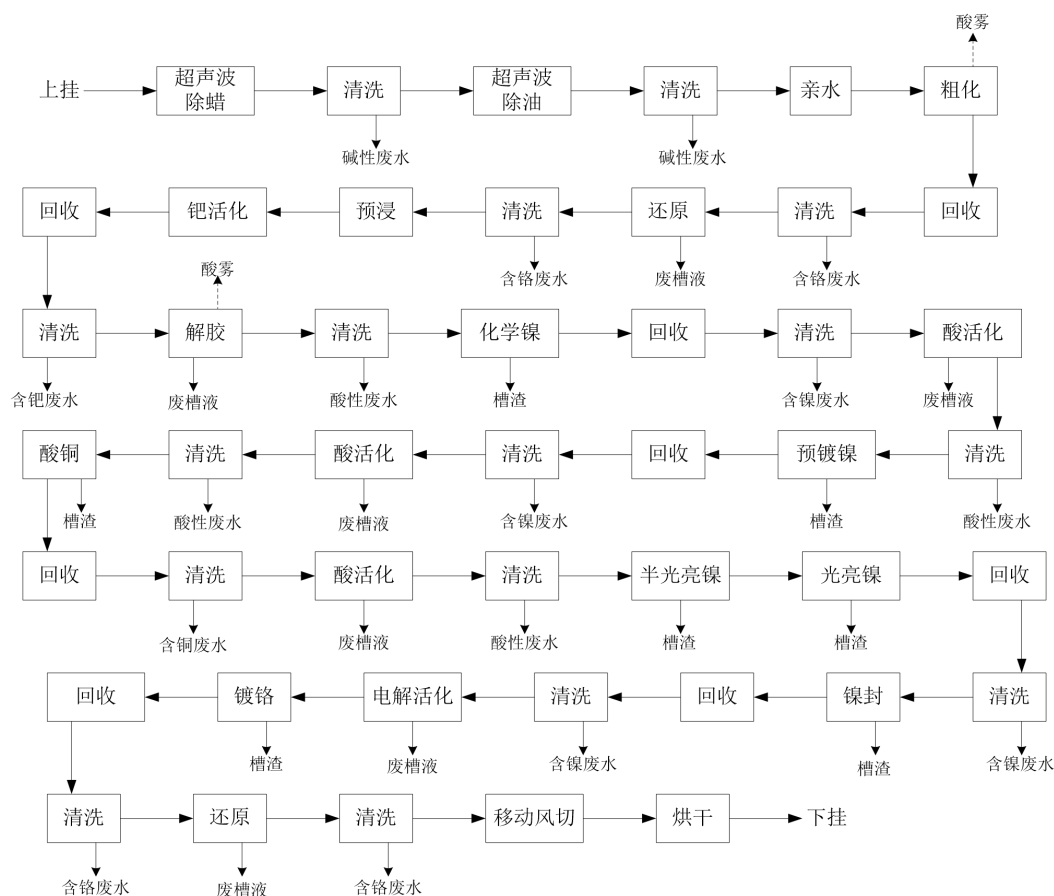 酸雾
上挂
超声波
除蜡
清洗
超声波
除油
清洗
亲水
粗化
碱性废水
碱性废水
回收
钯活化
预浸
清洗
还原
清洗
回收
含铬废水
废槽液
含铬废水
酸雾
清洗
解胶
清洗
化学镍
回收
清洗
酸活化
含钯废水
废槽液
酸性废水
槽渣
含镍废水
废槽液
酸铜
清洗
酸活化
清洗
回收
预镀镍
清洗
槽渣
酸性废水
废槽液
含镍废水
槽渣
酸性废水
回收
清洗
酸活化
清洗
半光亮镍
光亮镍
回收
含铜废水
废槽液
酸性废水
槽渣
槽渣
回收
镀铬
电解活化
清洗
回收
镍封
清洗
槽渣
废槽液
含镍废水
槽渣
含镍废水
清洗
还原
清洗
移动风切
烘干
下挂
含铬废水
废槽液
含铬废水